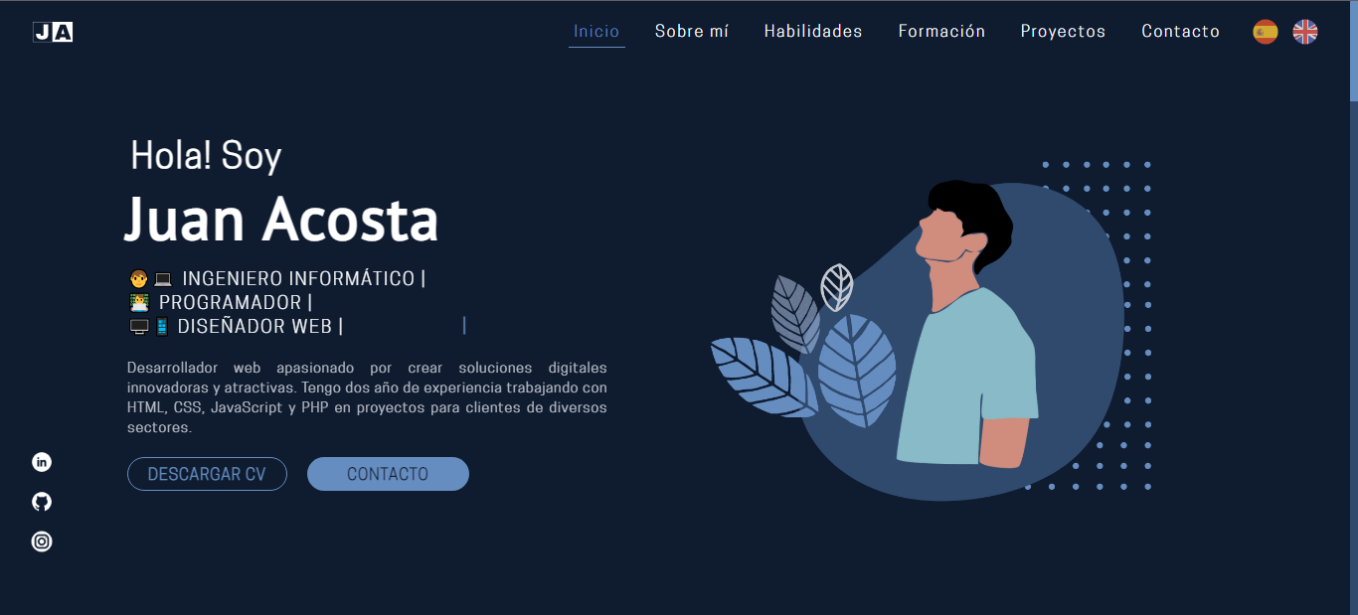 JA
Inicio Sobre mí Habilidades Formación Proyectos Contacto
Hola! Soy
Juan Acosta
INGENIERO INFORMÁTICO |
PROGRAMADOR |
DISEÑADOR WEB | |
Desarrollador web apasionado por crear soluciones digitales
innovadoras y atractivas. Tengo dos año de experiencia trabajando con
HTML, CSS, JavaScript y PHP en proyectos para clientes de diversos
sectores.
in
DESCARGAR CV CONTACTO